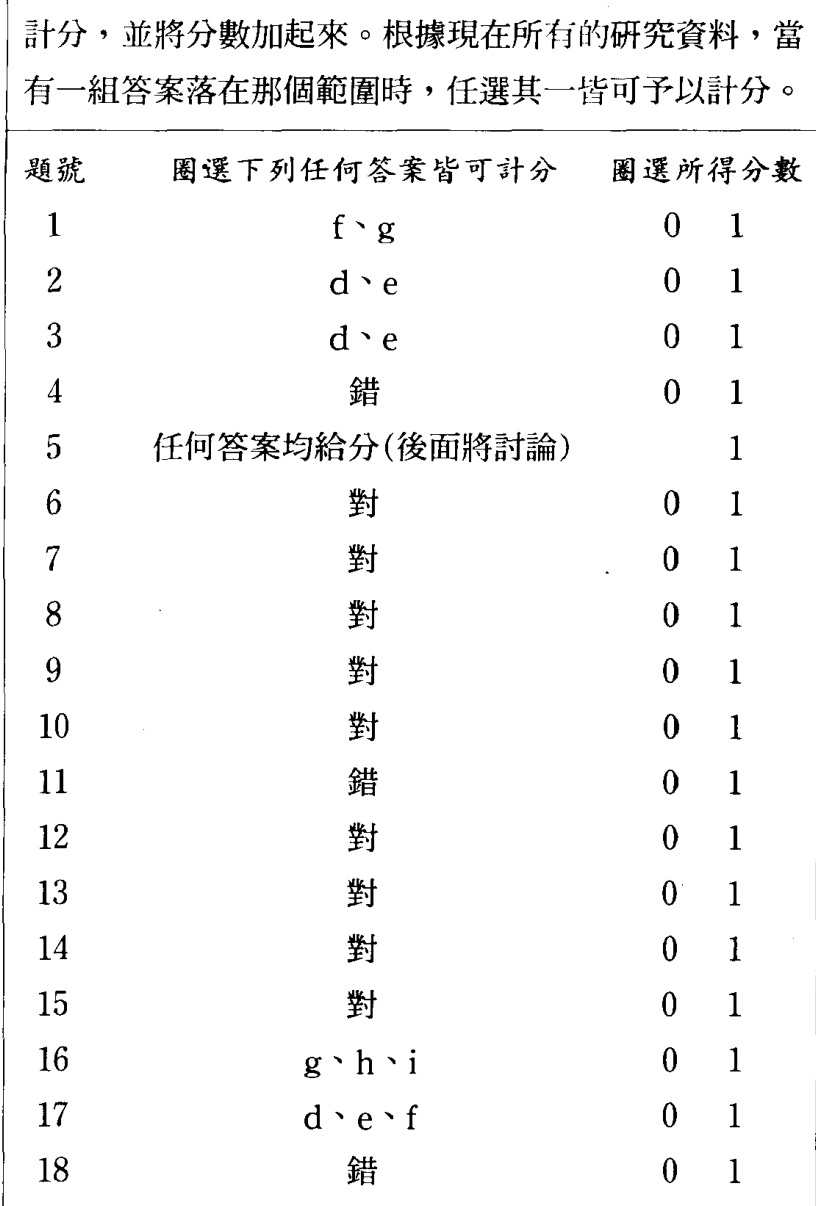 計分，並將分數加起來。根據現在所有的研究資料，當
有一組答案落在那個範圍時，任選其一皆可予以計分。
題號 圈選下列任何答案皆可計分 圈選所得分數
1 f、g 0 1
2 d、e 0 1
3 d、e 0 1
4 錯 0 1
5 任何答案均給分(後面將討論) 1
6 對 0 1
7 對 0 1
8 對 0 1
9 對 0 1
10 對 0 1
11 錯 0 1
12 對 0 1
13 對 0 1
14 對 0 1
15 對 0 1
16 g、h、i 0 1
17 d、e、f 0 1
18 錯 0 1